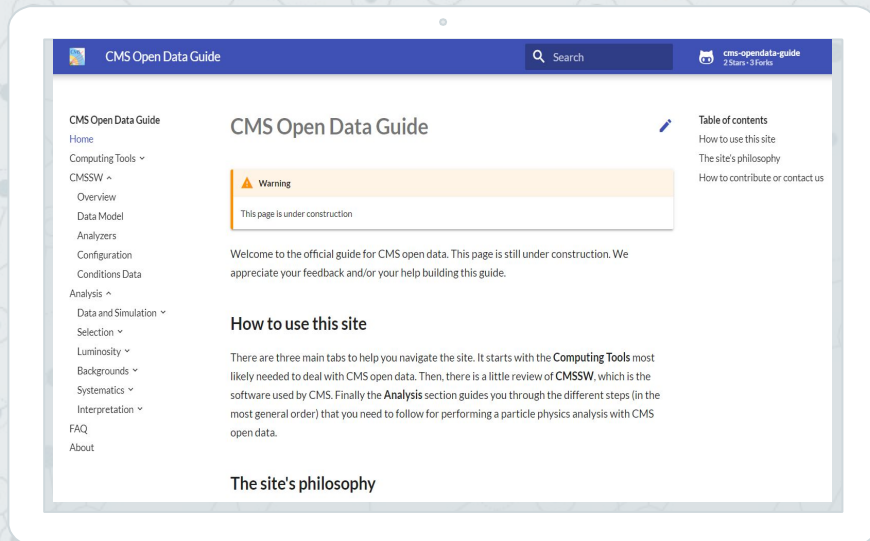 CMS Open Data Guide
Search
cms-opendata-guide
2 Stars · 3 Forks
CMS Open Data Guide
Home
Computing Tools
CMSSW
Overview
Data Model
Analyzers
Configuration
Conditions Data
Analysis
Data and Simulation
Selection
Luminosity
Backgrounds
Systematics
Interpretation
FAQ
About
CMS Open Data Guide
Warning
This page is under construction
Welcome to the official guide for CMS open data. This page is still under construction. We
appreciate your feedback and/or your help building this guide.
How to use this site
There are three main tabs to help you navigate the site. It starts with the Computing Tools most
likely needed to deal with CMS open data. Then, there is a little review of CMSSW, which is the
software used by CMS. Finally the Analysis section guides you through the different steps (in the
most general order) that you need to follow for performing a particle physics analysis with CMS
open data.
The site's philosophy
Table of contents
How to use this site
The site's philosophy
How to contribute or contact us